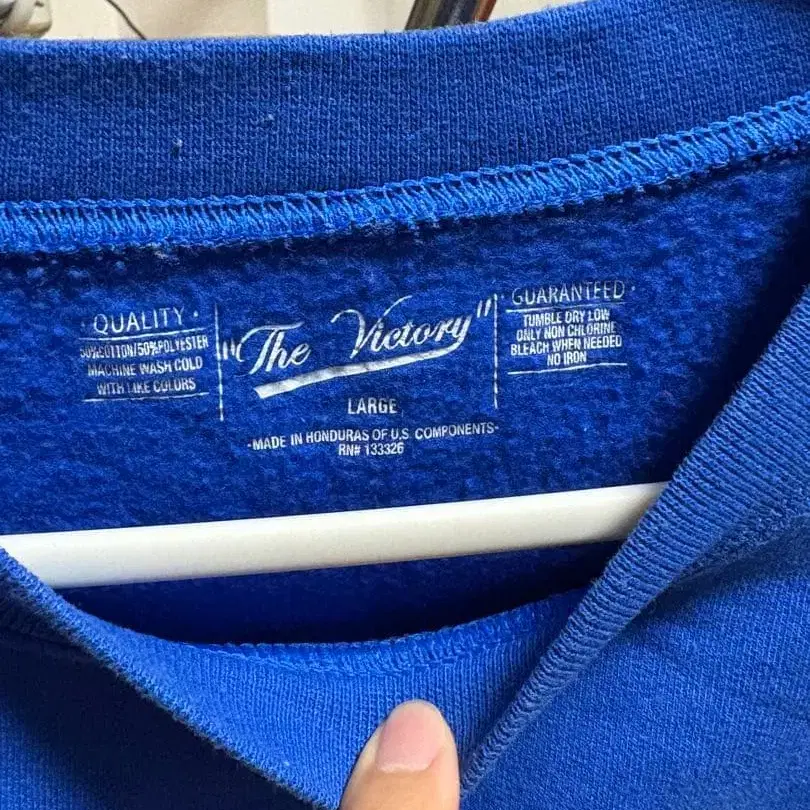 · QUALITY ·
50%COTTON/50%POLYESTER
MACHINE WASH COLD
WITH LIKE COLORS
"The Victory"
LARGE
-MADE IN HONDURAS OF U.S. COMPONENTS-
RN# 133326
· GUARANTEED ·
TUMBLE DRY LOW
ONLY NON CHLORINE
BLEACH WHEN NEEDED
NO IRON